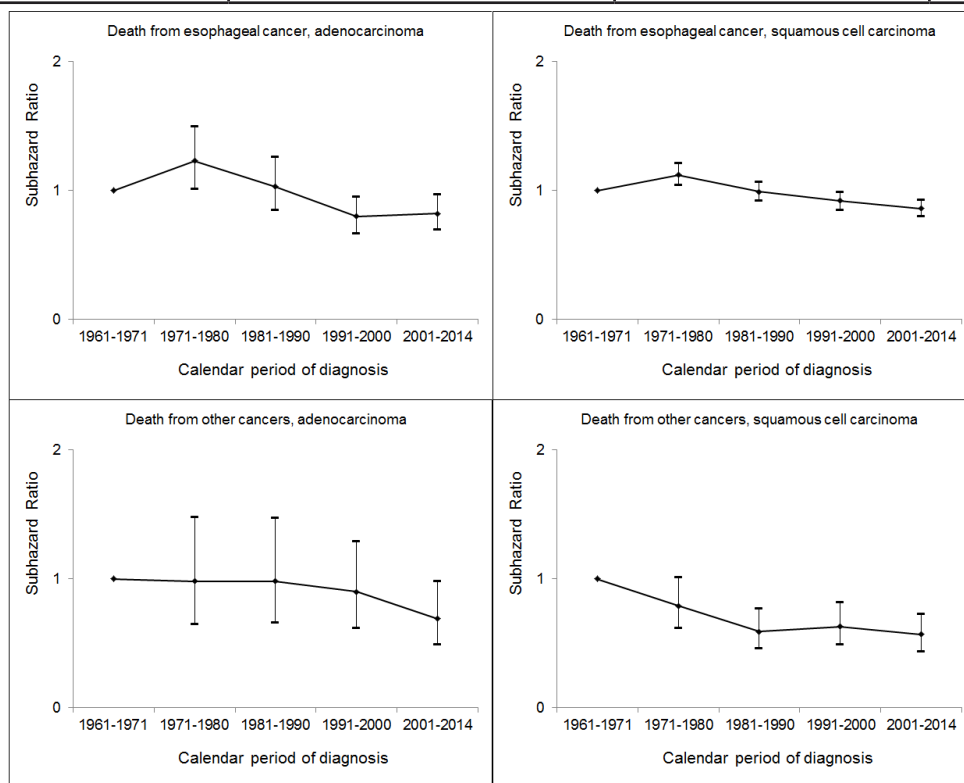 Death from esophageal cancer, adenocarcinoma
2
1
0
Subhazard Ratio
1961-1971 1971-1980 1981-1990 1991-2000 2001-2014
Calendar period of diagnosis
Death from esophageal cancer, squamous cell carcinoma
2
1
0
Subhazard Ratio
1961-1971 1971-1980 1981-1990 1991-2000 2001-2014
Calendar period of diagnosis
Death from other cancers, adenocarcinoma
2
1
0
Subhazard Ratio
1961-1971 1971-1980 1981-1990 1991-2000 2001-2014
Calendar period of diagnosis
Death from other cancers, squamous cell carcinoma
2
1
0
Subhazard Ratio
1961-1971 1971-1980 1981-1990 1991-2000 2001-2014
Calendar period of diagnosis